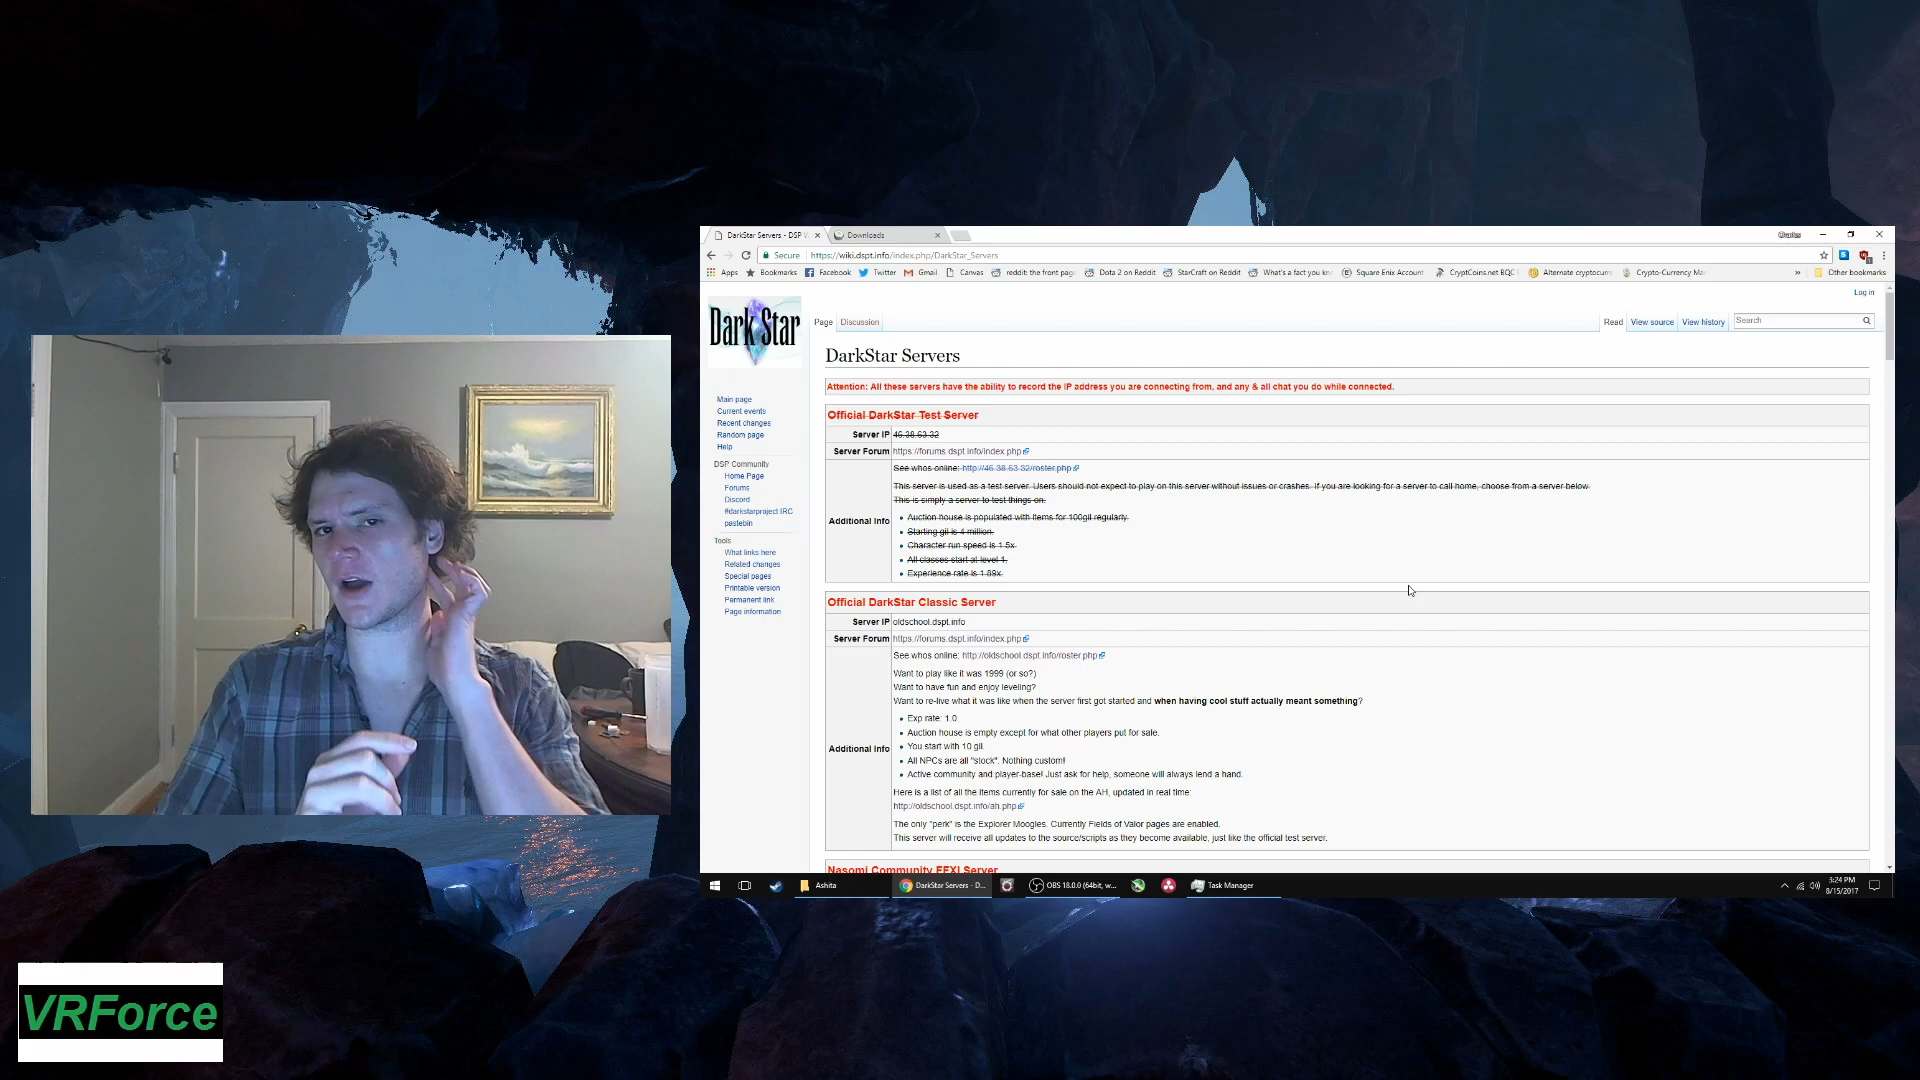 DarkStar Servers - DSP
Downloads
Charles
Secure
https://wiki.dspt.info/index.php/DarkStar_Servers
Apps
Bookmarks
Facebook
Twitter
Gmail
Canvas
reddit: the front pag
Dota 2 on Reddit
StarCraft on Reddit
What's a fact you kn
Square Enix Account
CryptCoins.net BQC
Alternate cryptocurr
Crypto-Currency Mar
»
Other bookmarks
Log in
Dark Star
Page
Discussion
Read
View source
View history
Search
DarkStar Servers
Attention: All these servers have the ability to record the IP address you are connecting from, and any & all chat you do while connected.
Main page
Current events
Recent changes
Random page
Help
DSP Community
Home Page
Forums
Discord
#darkstarproject IRC
pastebin
Tools
What links here
Related changes
Special pages
Printable version
Permanent link
Page information
Official DarkStar Test Server
Server IP 46.38.63.32
Server Forum https://forums.dspt.info/index.php
See whos online: http://46.38.63.32/roster.php
This server is used as a test server. Users should not expect to play on this server without issues or crashes. If you are looking for a server to call home, choose from a server below.
This is simply a server to test things on.
Additional Info
Auction house is populated with items for 100gil regularly.
Starting gil is 4 million.
Character run speed is 1.5x.
All classes start at level 1.
Experience rate is 1.89x.
Official DarkStar Classic Server
Server IP oldschool.dspt.info
Server Forum https://forums.dspt.info/index.php
See whos online: http://oldschool.dspt.info/roster.php
Want to play like it was 1999 (or so?)
Want to have fun and enjoy leveling?
Want to re-live what it was like when the server first got started and when having cool stuff actually meant something?
Exp rate: 1.0
Auction house is empty except for what other players put for sale.
You start with 10 gil.
Additional Info
All NPCs are all "stock". Nothing custom!
Active community and player-base! Just ask for help, someone will always lend a hand.
Here is a list of all the items currently for sale on the AH, updated in real time:
http://oldschool.dspt.info/ah.php
The only "perk" is the Explorer Moogles. Currently Fields of Valor pages are enabled.
This server will receive all updates to the source/scripts as they become available, just like the official test server.
Nasomi Community FFXI Server
Ashita
DarkStar Servers - D...
OBS 18.0.0 (64bit, w...
Task Manager
3:24 PM
8/15/2017
VRForce